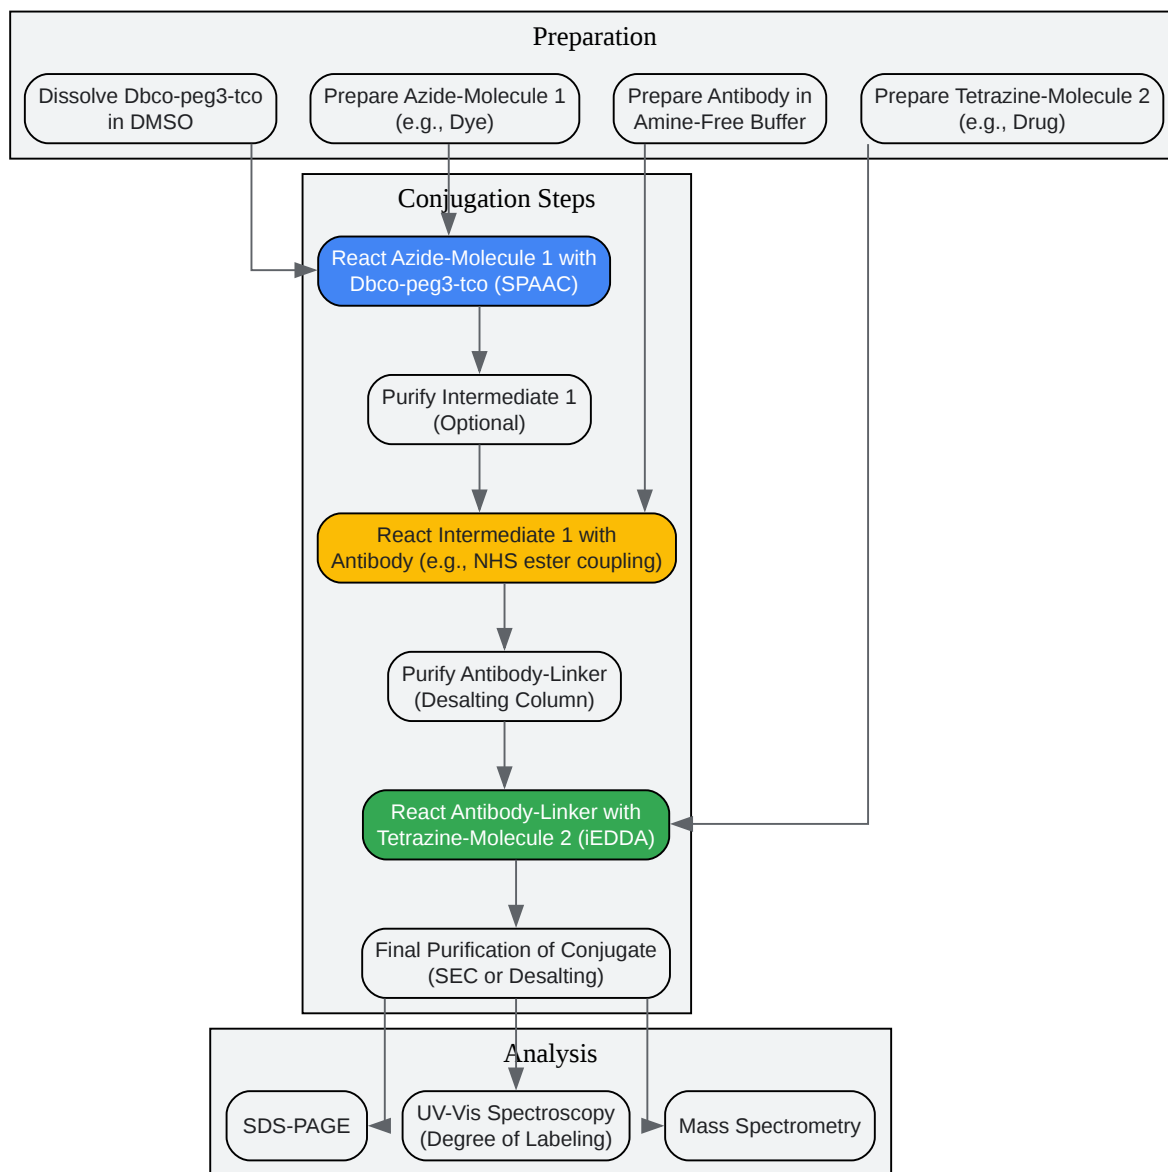 Preparation
Dissolve Dbco-peg3-tco
in DMSO
Prepare Azide-Molecule 1
(e.g., Dye)
Prepare Antibody in
Amine-Free Buffer
Prepare Tetrazine-Molecule 2
(e.g., Drug)
Conjugation Steps
React Azide-Molecule 1 with
Dbco-peg3-tco (SPAAC)
Purify Intermediate 1
(Optional)
React Intermediate 1 with
Antibody (e.g., NHS ester coupling)
Purify Antibody-Linker
(Desalting Column)
React Antibody-Linker with
Tetrazine-Molecule 2 (iEDDA)
Final Purification of Conjugate
(SEC or Desalting)
Analysis
SDS-PAGE
UV-Vis Spectroscopy
(Degree of Labeling)
Mass Spectrometry